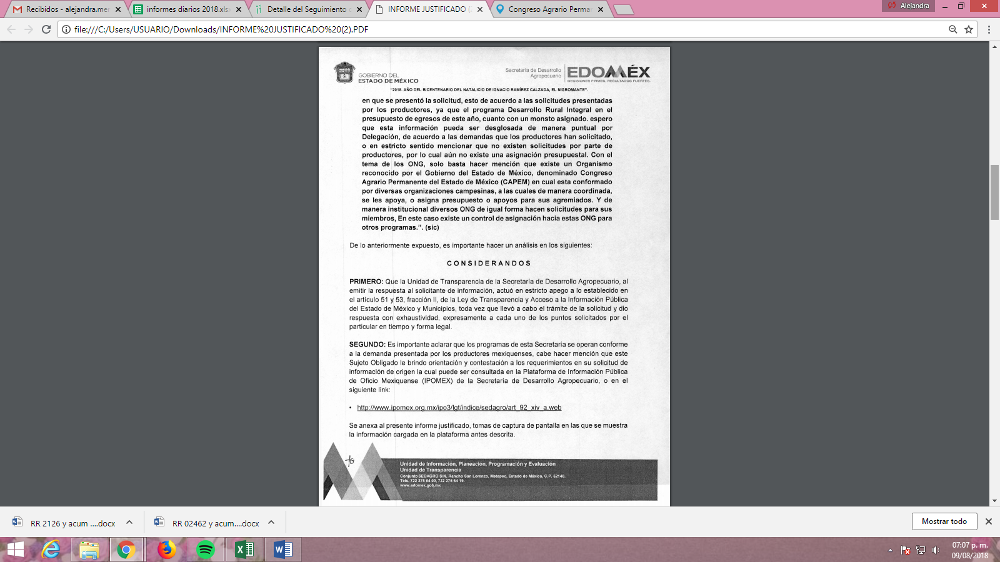 Recibidos - alejandra.mer
informes diarios 2018.xlsx
Detalle del Seguimiento
INFORME JUSTIFICADO (
Congreso Agrario Perman
Alejandra
file:///C:/Users/USUARIO/Downloads/INFORME%20JUSTIFICADO%20(2).PDF
GOBIERNO DEL
ESTADO DE MÉXICO
Secretaría de Desarrollo
Agropecuario
EDOMÉX
DECISIONES FIRMES, RESULTADOS FUERTES.
"2018. AÑO DEL BICENTENARIO DEL NATALICIO DE IGNACIO RAMÍREZ CALZADA, EL NIGROMANTE".
en que se presentó la solicitud, esto de acuerdo a las solicitudes presentadas
por los productores, ya que el programa Desarrollo Rural Integral en el
presupuesto de egresos de este año, cuanto con un monsto asignado. espero
que esta información pueda ser desglosada de manera puntual por
Delegación, de acuerdo a las demandas que los productores han solicitado,
o en estricto sentido mencionar que no existen solicitudes por parte de
productores, por lo cual aún no existe una asignación presupuestal. Con el
tema de los ONG, solo basta hacer mención que existe un Organismo
reconocido por el Gobierno del Estado de México, denominado Congreso
Agrario Permanente del Estado de México (CAPEM) en cual esta conformado
por diversas organizaciones campesinas, a las cuales de manera coordinada,
se les apoya, o asigna presupuesto o apoyos para sus agremiados. Y de
manera institucional diversos ONG de igual forma hacen solicitudes para sus
miembros, En este caso existe un control de asignación hacia estas ONG para
otros programas.". (sic)
De lo anteriormente expuesto, es importante hacer un análisis en los siguientes:
C O N S I D E R A N D O S
PRIMERO: Que la Unidad de Transparencia de la Secretaría de Desarrollo Agropecuario, al
emitir la respuesta al solicitante de información, actuó en estricto apego a lo establecido en
el artículo 51 y 53, fracción II, de la Ley de Transparencia y Acceso a la Información Pública
del Estado de México y Municipios, toda vez que llevó a cabo el trámite de la solicitud y dio
respuesta con exhaustividad, expresamente a cada uno de los puntos solicitados por el
particular en tiempo y forma legal.
SEGUNDO: Es importante aclarar que los programas de esta Secretaría se operan conforme
a la demanda presentada por los productores mexiquenses, cabe hacer mención que este
Sujeto Obligado le brindo orientación y contestación a los requerimientos en su solicitud de
información de origen la cual puede ser consultada en la Plataforma de Información Pública
de Oficio Mexiquense (IPOMEX) de la Secretaría de Desarrollo Agropecuario, o en el
siguiente link:
• http://www.ipomex.org.mx/ipo3/lgt/indice/sedagro/art_92_xiv_a.web
Se anexa al presente informe justificado, tomas de captura de pantalla en las que se muestra
la información cargada en la plataforma antes descrita.
Unidad de Información, Planeación, Programación y Evaluación
Unidad de Transparencia
Conjunto SEDAGRO S/N, Rancho San Lorenzo, Metepec, Estado de México, C.P. 52140.
Tels. 722 275 64 00, 722 275 64 19.
www.edomex.gob.mx
RR 2126 y acum ....docx
RR 02462 y acum....docx
Mostrar todo
07:07 p. m.
09/08/2018